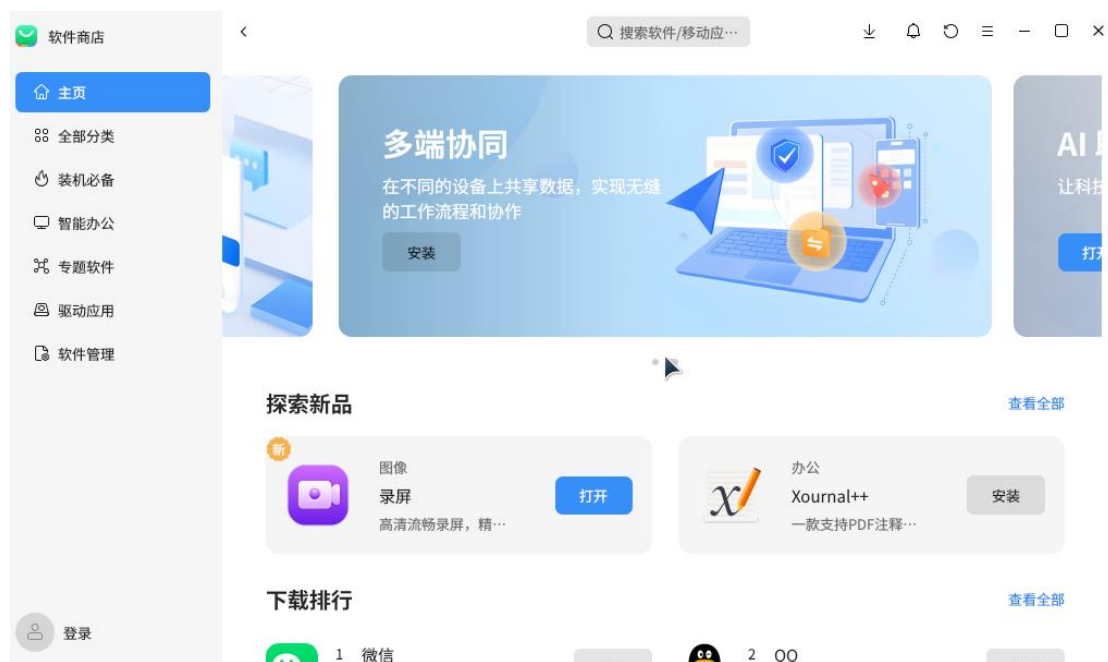 软件商店
搜索软件/移动应…
主页
全部分类
装机必备
智能办公
专题软件
驱动应用
软件管理
登录
多端协同
在不同的设备上共享数据，实现无缝
的工作流程和协作
安装
AI
让科技
打开
探索新品
查看全部
新
图像
录屏
高清流畅录屏，精…
打开
办公
Xournal++
一款支持PDF注释…
安装
下载排行
查看全部
1 微信
2 QQ